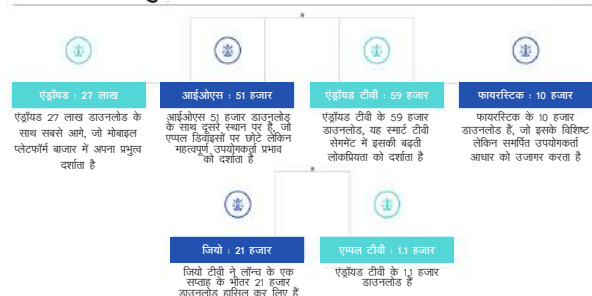 एंड्रॉयड : 27 लाख
एंड्रॉयड 27 लाख डाउनलोड के
साथ सबसे आगे, जो मोबाइल
प्लेटफॉर्म बाजार में अपना प्रभुत्व
दर्शाता है
आईओएस : 51 हजार
आईओएस 51 हजार डाउनलोड
के साथ दूसरे स्थान पर है, जो
एप्पल डिवाइसों पर छोटे लेकिन
महत्वपूर्ण उपयोगकर्ता प्रभाव
को दर्शाता है
एंड्रॉयड टीवी : 59 हजार
एंड्रॉयड टीवी के 59 हजार
डाउनलोड, यह स्मार्ट टीवी
सेगमेंट में इसकी बढ़ती
लोकप्रियता को दर्शाता है
फायरस्टिक : 10 हजार
फायरस्टिक के 10 हजार
डाउनलोड हैं, जो इसके विशिष्ट
लेकिन समर्पित उपयोगकर्ता
आधार को उजागर करता है
जियो : 21 हजार
जियो टीवी ने लॉन्च के एक
सप्ताह के भीतर 21 हजार
डाउनलोड हासिल कर लिए हैं
एप्पल टीवी : 1.1 हजार
एंड्रॉयड टीवी के 1.1 हजार
डाउनलोड हैं